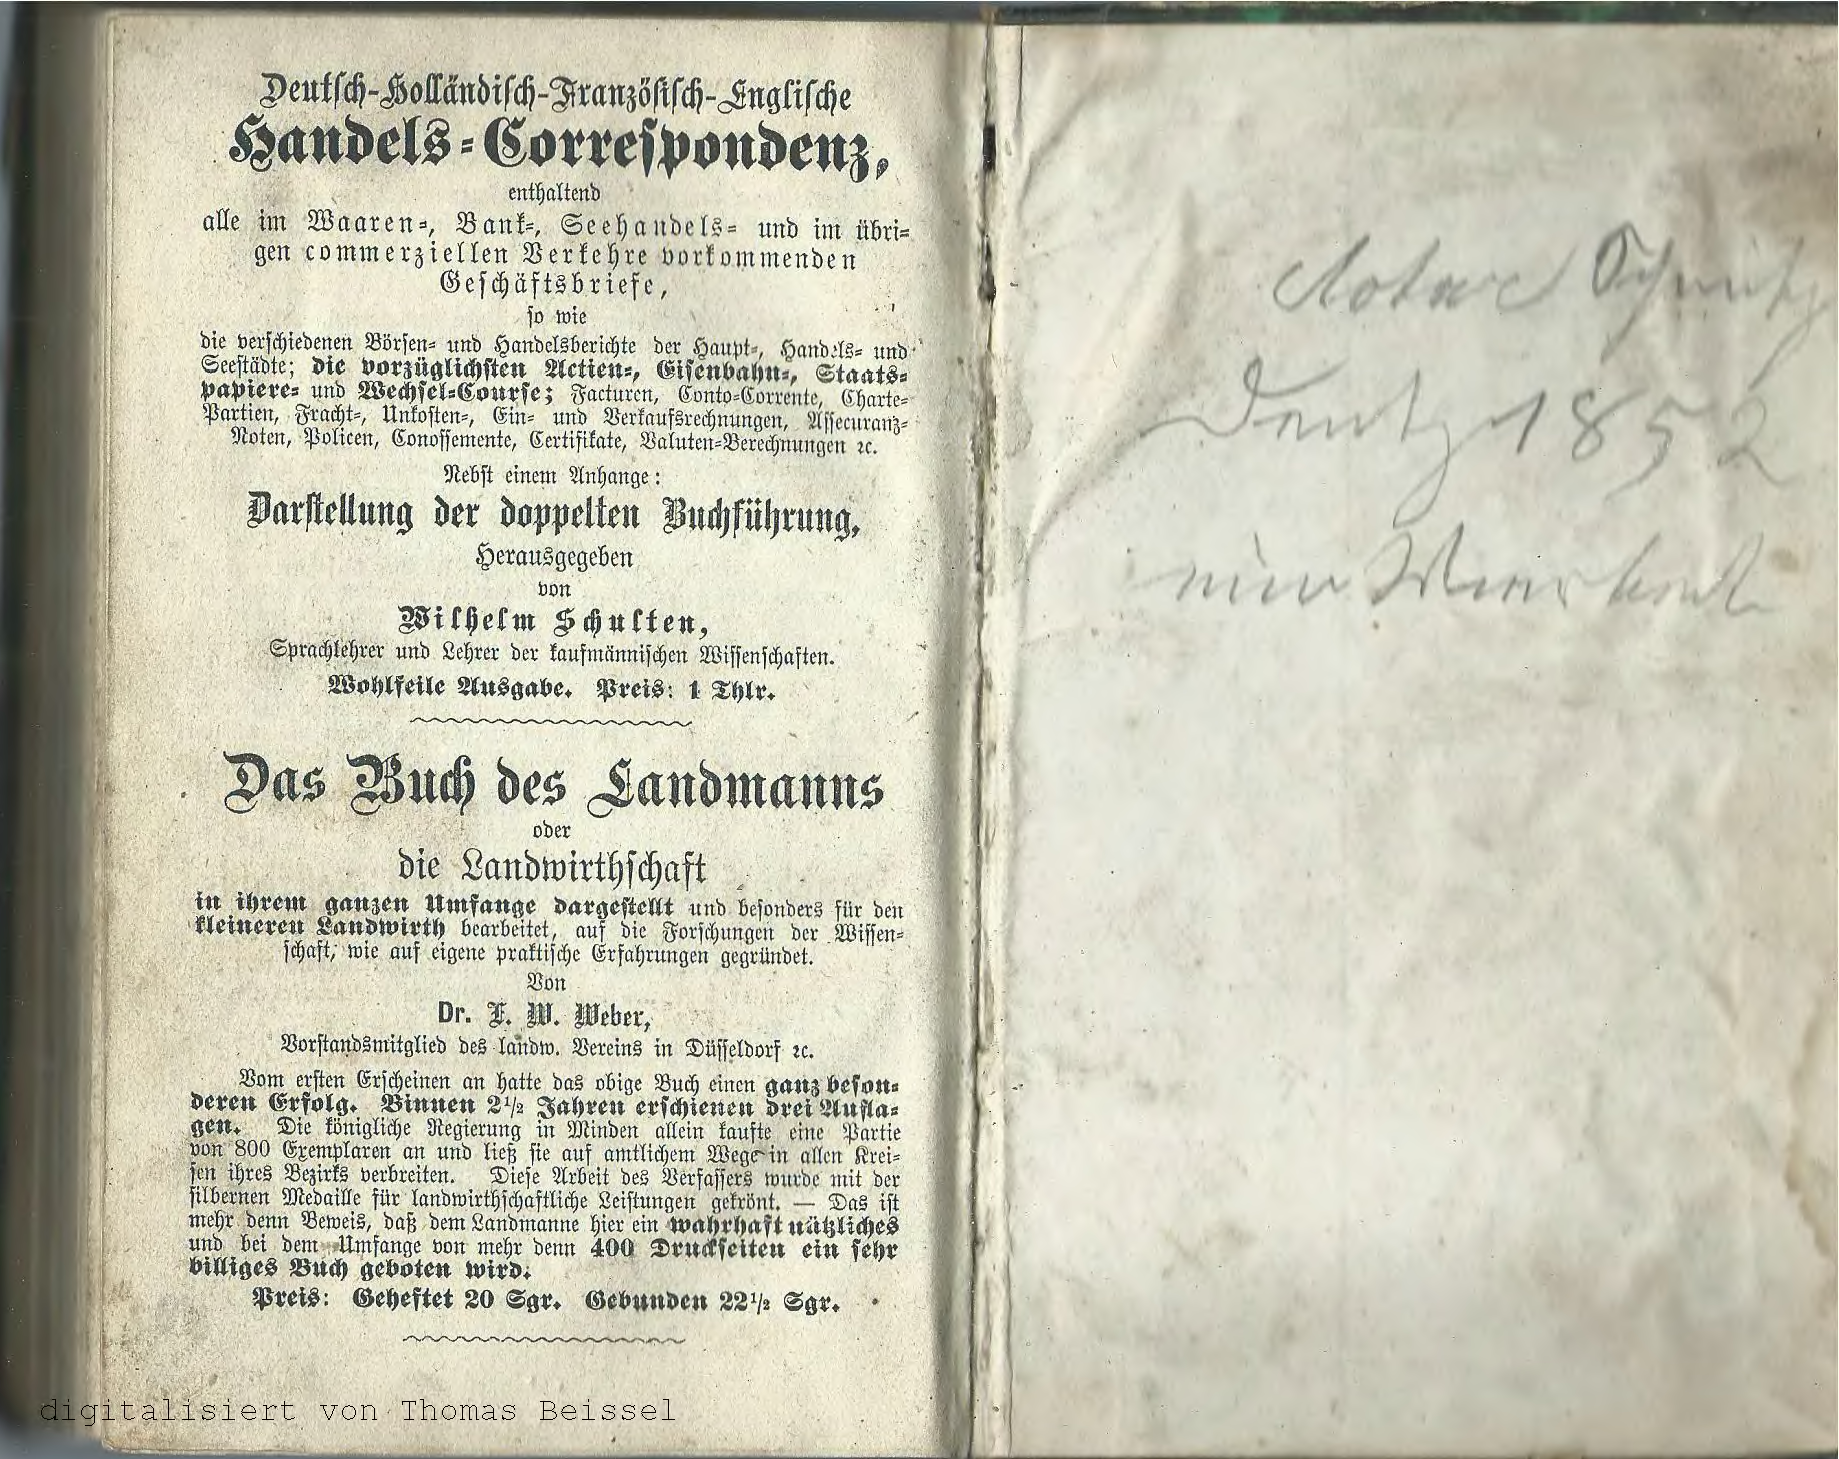 Deutsch-Holländisch-Französisch-Englische
Handels-Correspondenz,
enthaltend
alle im Waaren-, Bank-, Seehandels- und im übri-
gen commerziellen Verkehre vorkommenden
Geschäftsbriefe,
so wie
die verschiedenen Börsen- und Handelsberichte der Haupt-, Handels- und
Seestädte; die vorzüglichsten Actien-, Eisenbahn-, Staats-
papiere- und Wechsel-Course; Facturen, Conto-Corrente, Charte-
Partien, Fracht-, Unkosten-, Ein- und Verkaufsrechnungen, Assecuranz-
Noten, Policen, Conossemente, Certifikate, Valuten-Berechnungen ꝛc.
Nebst einem Anhange:
Darstellung der doppelten Buchführung,
Herausgegeben
von
Wilhelm Schulten,
Sprachlehrer und Lehrer der kaufmännischen Wissenschaften.
Wohlfeile Ausgabe. Preis: 1 Thlr.
Das Buch des Landmanns
oder
die Landwirthschaft
in ihrem ganzen Umfange dargestellt und besonders für den
kleineren Landwirth bearbeitet, auf die Forschungen der Wissen-
schaft, wie auf eigene praktische Erfahrungen gegründet.
Von
Dr. F. W. Weber,
Vorstandsmitglied des landw. Vereins in Düsseldorf ꝛc.
Vom ersten Erscheinen an hatte das obige Buch einen ganz beson-
deren Erfolg. Binnen 2½ Jahren erschienen drei Aufla-
gen. Die königliche Regierung in Minden allein kaufte eine Partie
von 800 Exemplaren an und ließ sie auf amtlichem Wege in allen Krei-
sen ihres Bezirks verbreiten. Diese Arbeit des Verfassers wurde mit der
silbernen Medaille für landwirthschaftliche Leistungen gekrönt. — Das ist
mehr denn Beweis, daß dem Landmanne hier ein wahrhaft nützliches
und bei dem Umfange von mehr denn 400 Druckseiten ein sehr
billiges Buch geboten wird.
Preis: Geheftet 20 Sgr. Gebunden 22½ Sgr.
digitalisiert von Thomas Beissel
Notar
Deutz 1852